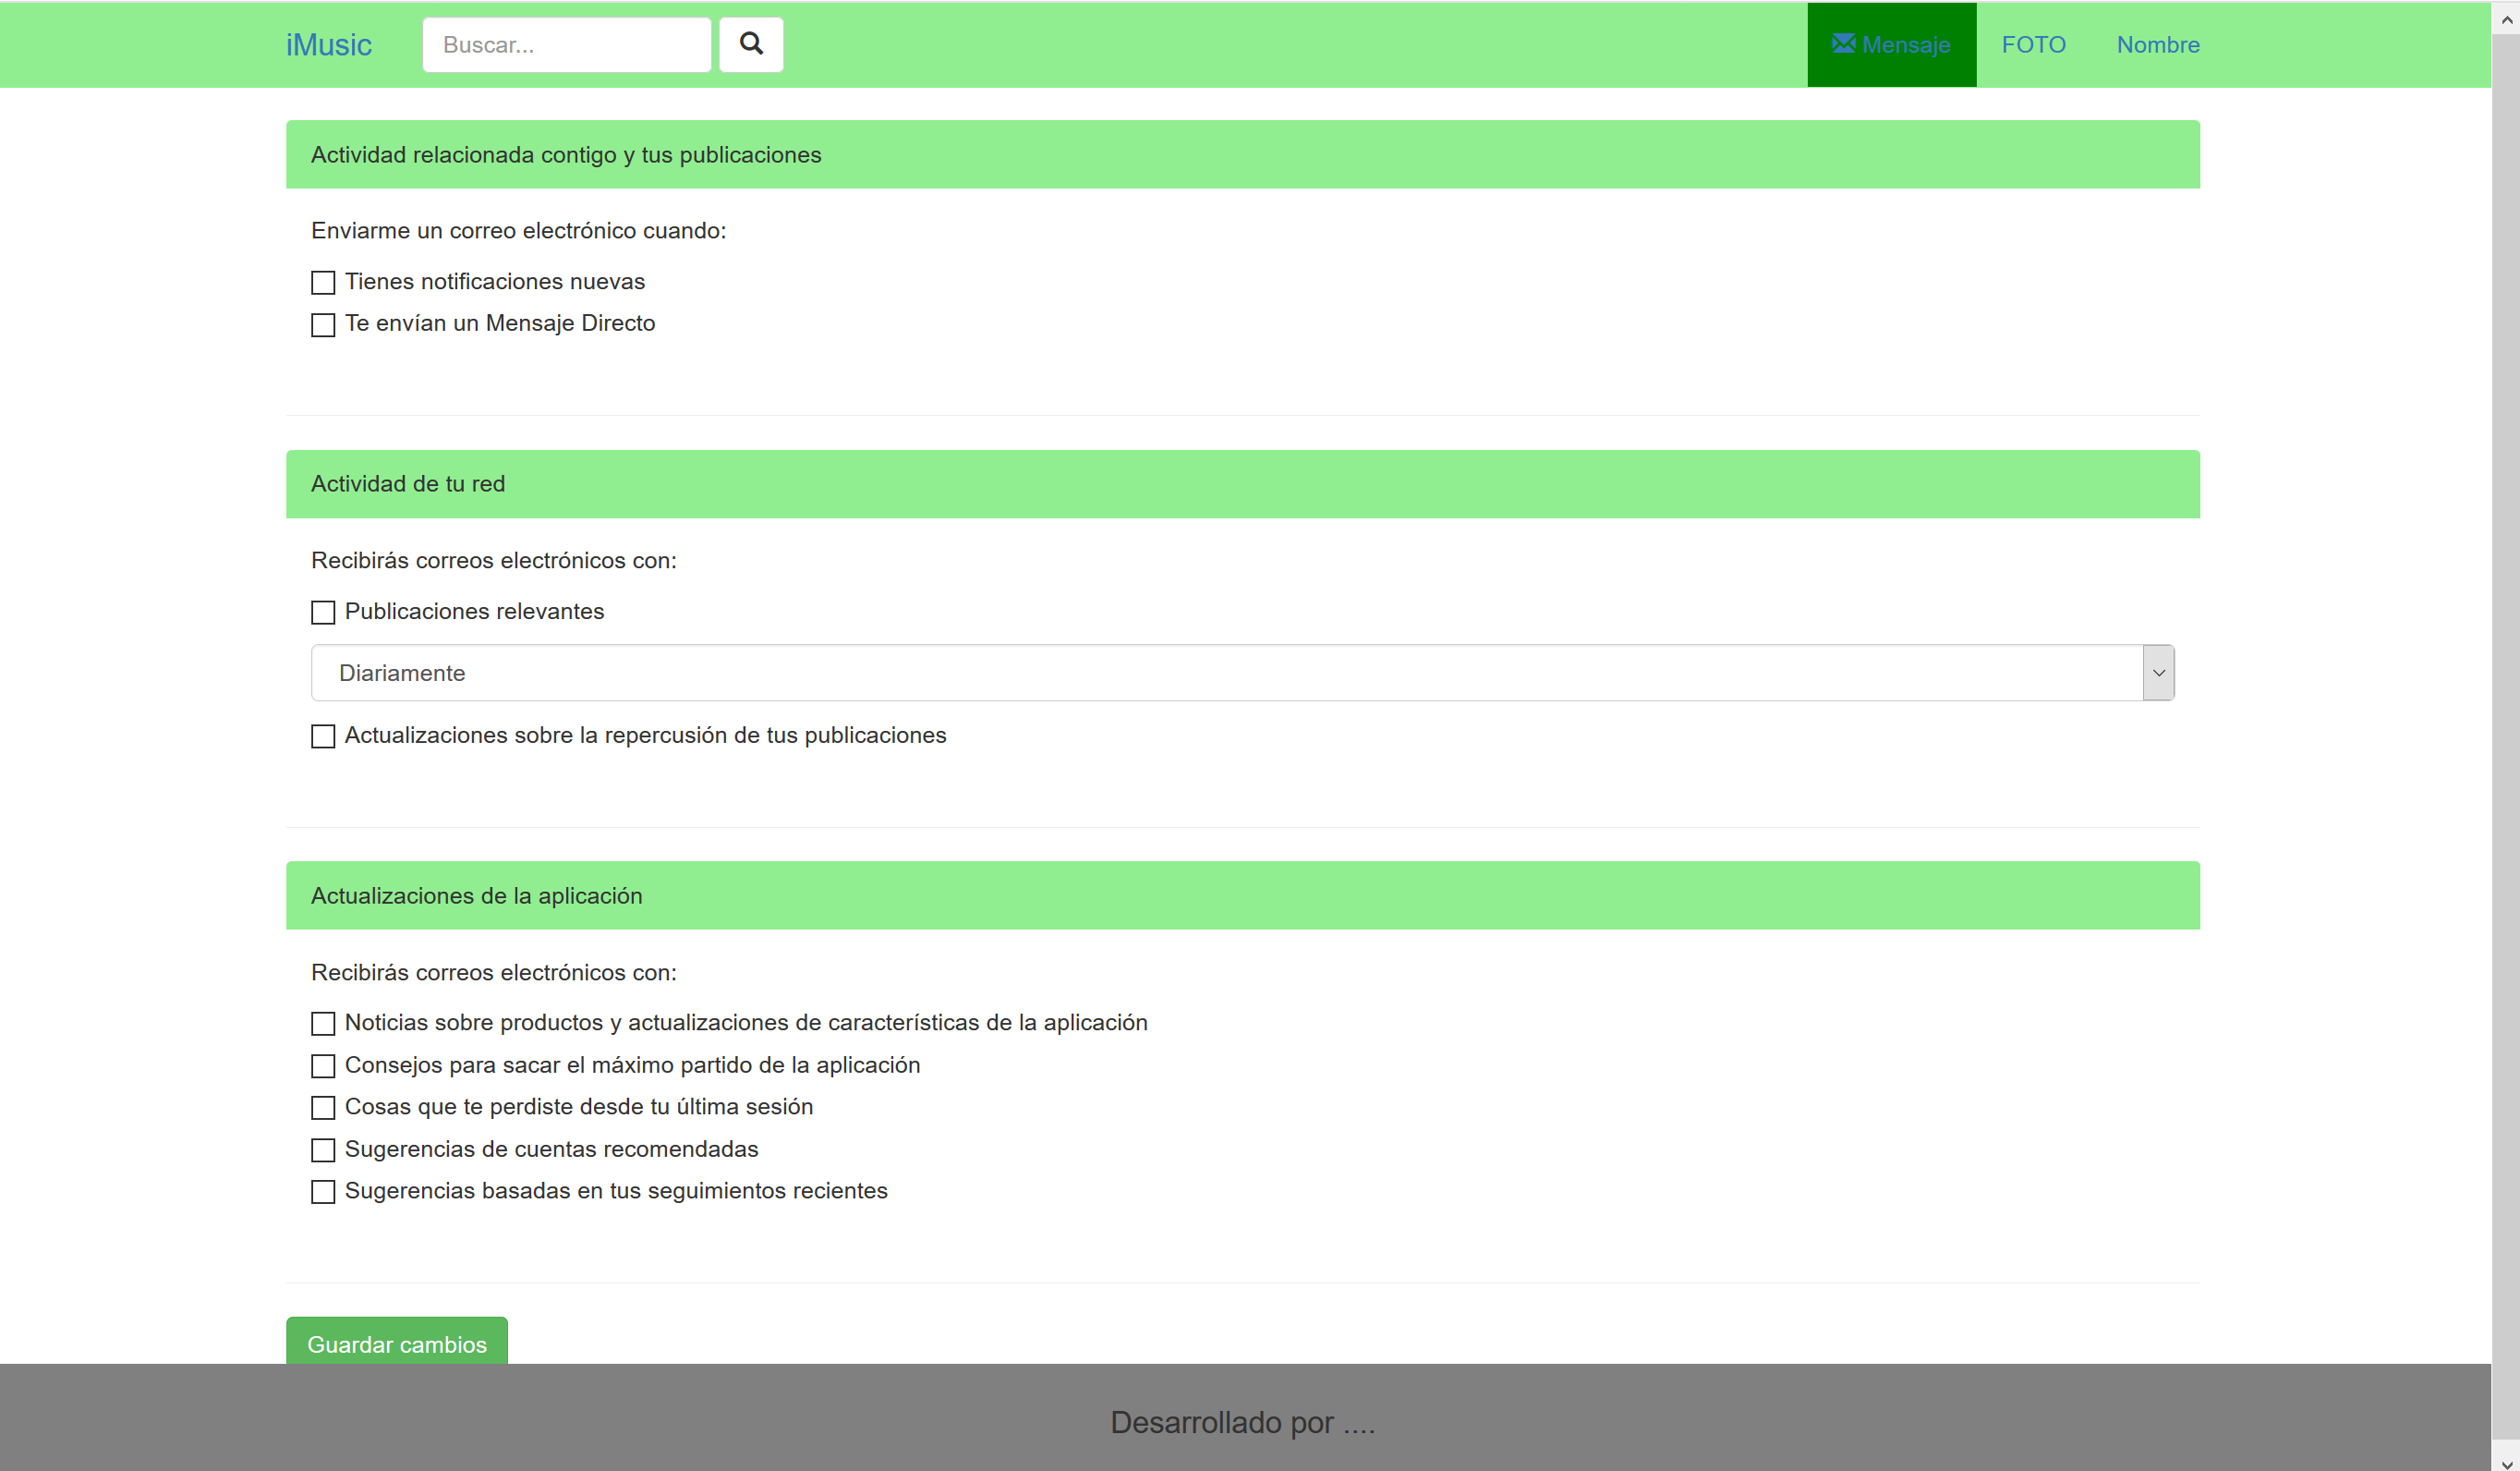 iMusic
Buscar...
Mensaje
FOTO
Nombre
Actividad relacionada contigo y tus publicaciones
Enviarme un correo electrónico cuando:
Tienes notificaciones nuevas
Te envían un Mensaje Directo
Actividad de tu red
Recibirás correos electrónicos con:
Publicaciones relevantes
Diariamente
Actualizaciones sobre la repercusión de tus publicaciones
Actualizaciones de la aplicación
Recibirás correos electrónicos con:
Noticias sobre productos y actualizaciones de características de la aplicación
Consejos para sacar el máximo partido de la aplicación
Cosas que te perdiste desde tu última sesión
Sugerencias de cuentas recomendadas
Sugerencias basadas en tus seguimientos recientes
Guardar cambios
Desarrollado por ....